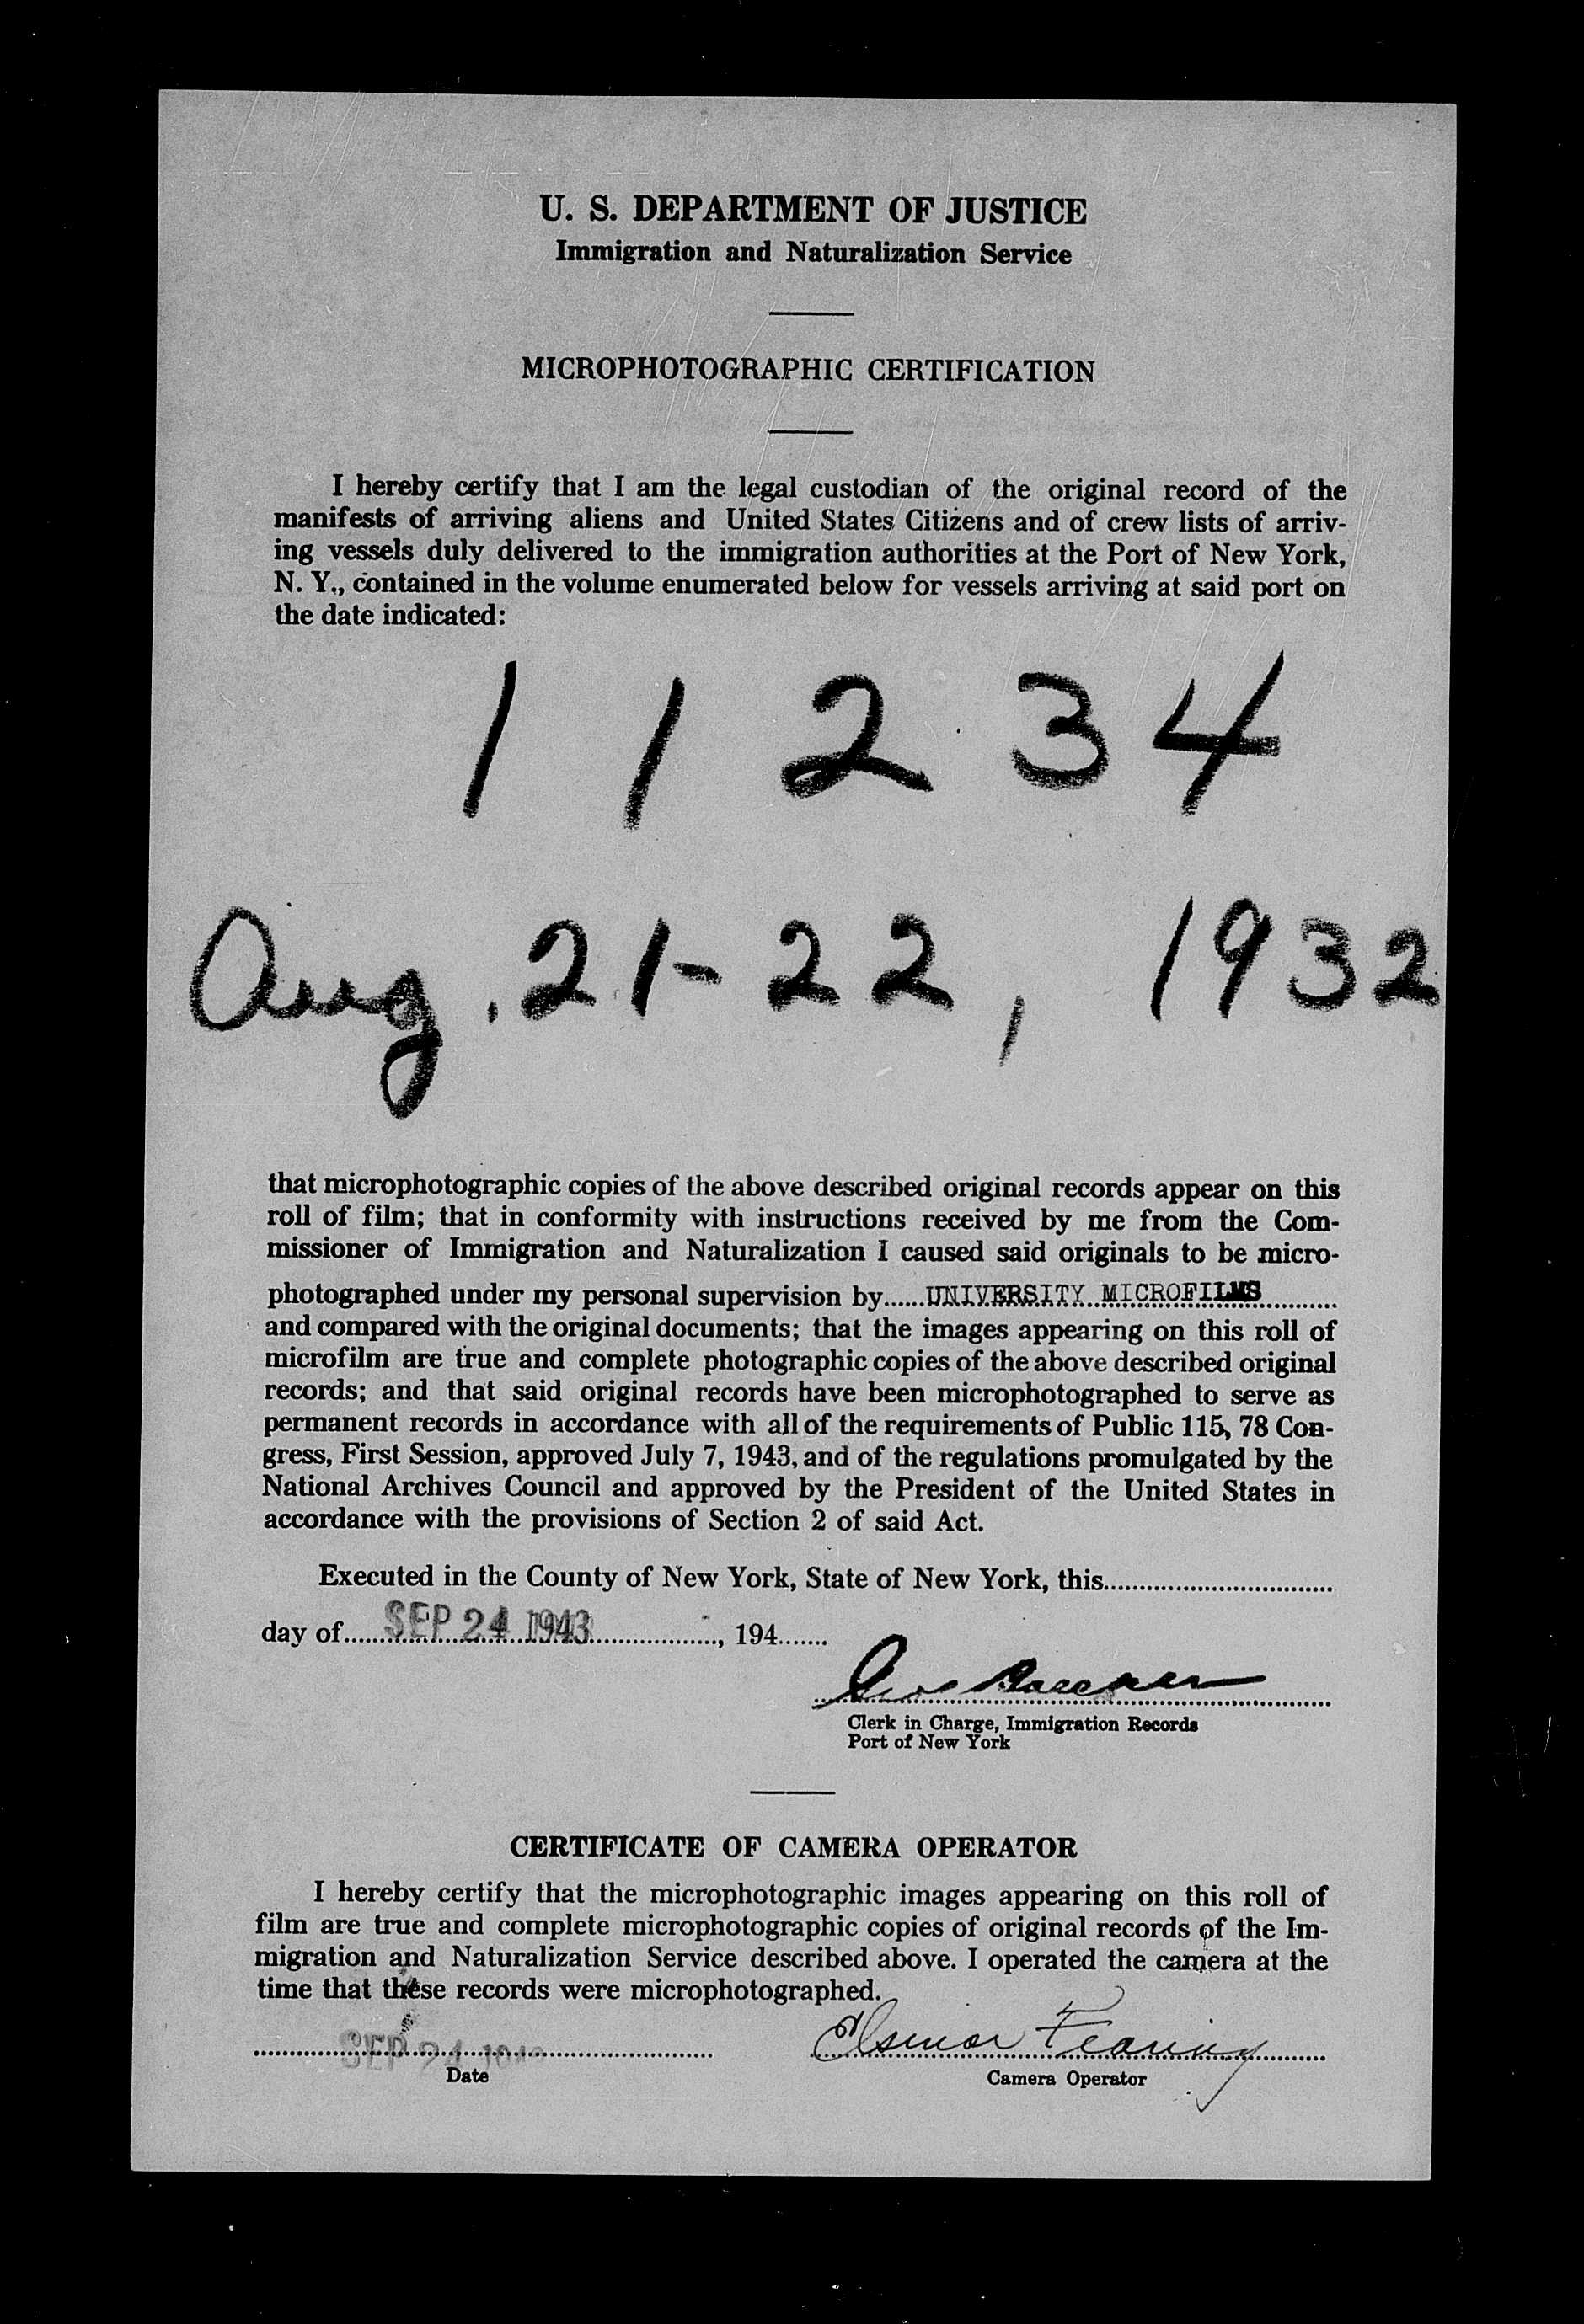 U. S. DEPARTMENT OF JUSTICE
Immigration and Naturalization Service
MICROPHOTOGRAPHIC CERTIFICATION
I hereby certify that I am the legal custodian of the original record of the
manifests of arriving aliens and United States Citizens and of crew lists of arriv-
ing vessels duly delivered to the immigration authorities at the Port of New York,
N. Y., contained in the volume enumerated below for vessels arriving at said port on
the date indicated:
1 1 2 3 4
Aug. 21-22, 1932
that microphotographic copies of the above described original records appear on this
roll of film; that in conformity with instructions received by me from the Com-
missioner of Immigration and Naturalization I caused said originals to be micro-
photographed under my personal supervision by......UNIVERSITY MICROFILMS
and compared with the original documents; that the images appearing on this roll of
microfilm are true and complete photographic copies of the above described original
records; and that said original records have been microphotographed to serve as
permanent records in accordance with all of the requirements of Public 115, 78 Con-
gress, First Session, approved July 7, 1943, and of the regulations promulgated by the
National Archives Council and approved by the President of the United States in
accordance with the provisions of Section 2 of said Act.
Executed in the County of New York, State of New York, this
day of SEP 24 1943, 194
Clerk in Charge, Immigration Records
Port of New York
CERTIFICATE OF CAMERA OPERATOR
I hereby certify that the microphotographic images appearing on this roll of
film are true and complete microphotographic copies of original records of the Im-
migration and Naturalization Service described above. I operated the camera at the
time that these records were microphotographed.
SEP 24 1943
Date
Camera Operator